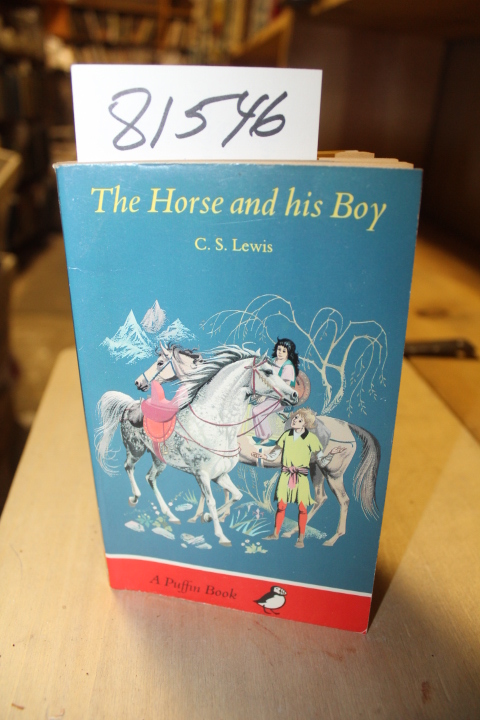 81546
The Horse and his Boy
C. S. Lewis
A Puffin Book